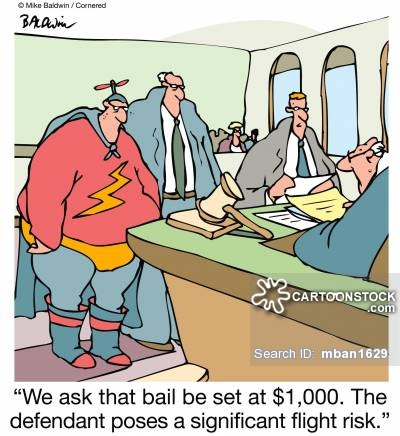 © Mike Baldwin / Cornered
BALDWin
CARTOONSTOCK
.com
Search ID: mban1629
"We ask that bail be set at $1,000. The
defendant poses a significant flight risk."